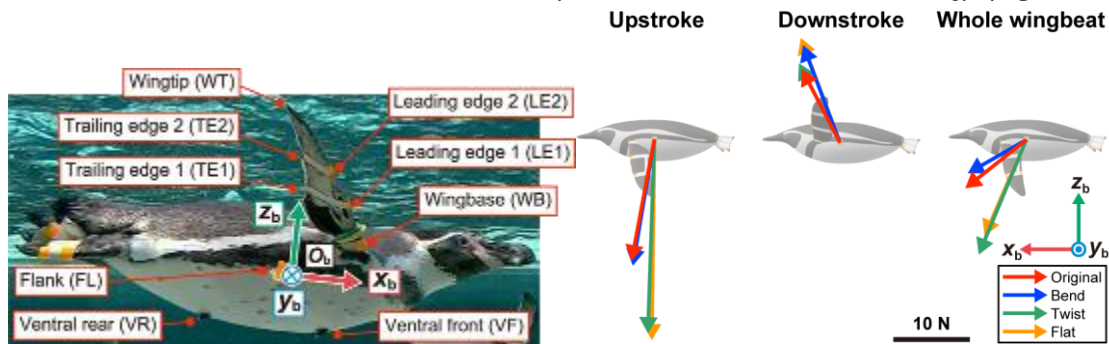 Upstroke
Downstroke
Whole wingbeat
Wingtip (WT)
Leading edge 2 (LE2)
Trailing edge 2 (TE2)
Leading edge 1 (LE1)
Trailing edge 1 (TE1)
Wingbase (WB)
zb
Ob
xb
yb
Flank (FL)
Ventral rear (VR)
Ventral front (VF)
zb
xb
yb
Original
Bend
Twist
Flat
10 N